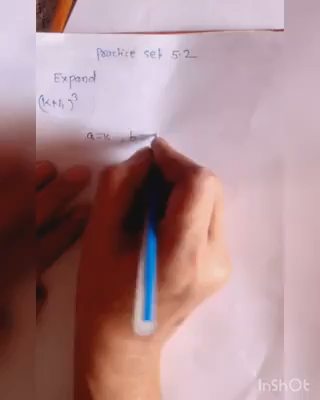 Practice set 5.2
Expand
(k+4)³
a=k , b=
InShOt